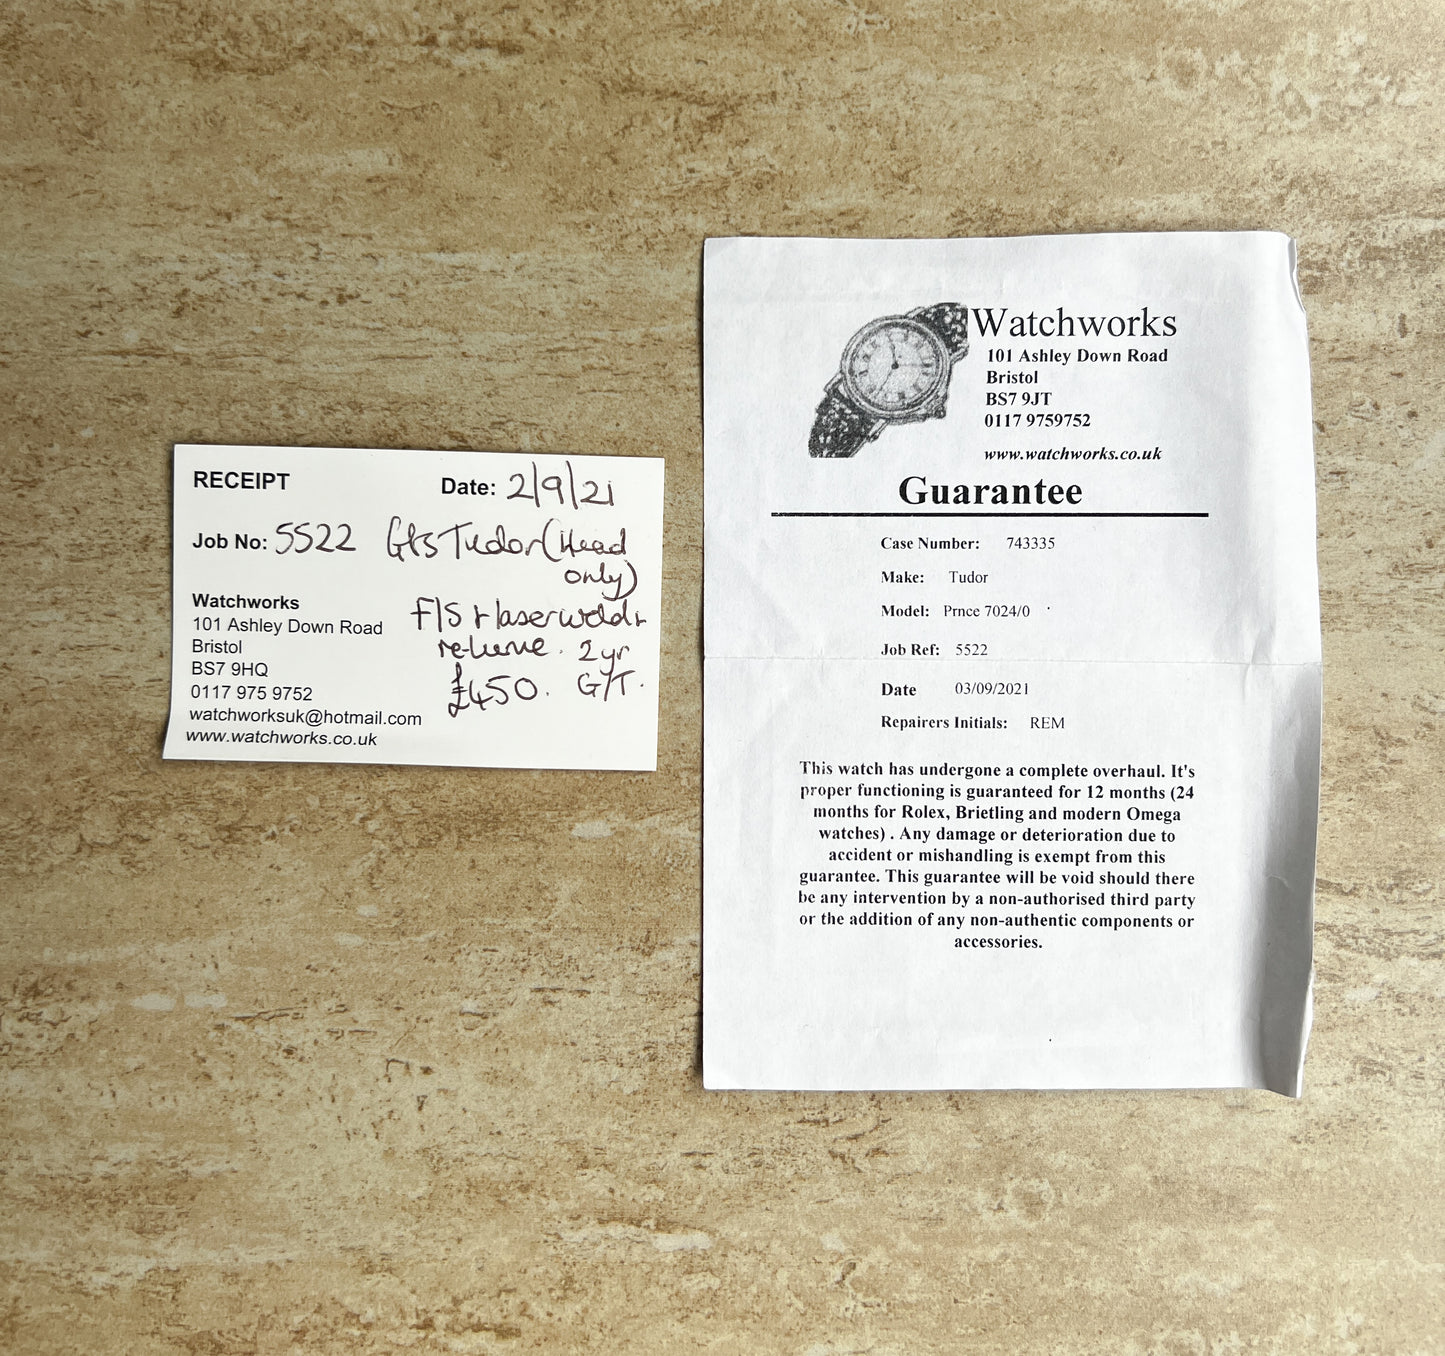 RECEIPT
Date: 2/9/21
Job No: 5522 Gts Tudor (Head
only)
Watchworks
101 Ashley Down Road
Bristol
BS7 9HQ
0117 975 9752
watchworksuk@hotmail.com
www.watchworks.co.uk
F/S + laserweld +
re-lume. 2 yr
£450. G/T.
Watchworks
101 Ashley Down Road
Bristol
BS7 9JT
0117 9759752
www.watchworks.co.uk
Guarantee
Case Number: 743335
Make: Tudor
Model: Prnce 7024/0
Job Ref: 5522
Date 03/09/2021
Repairers Initials: REM
This watch has undergone a complete overhaul. It's
proper functioning is guaranteed for 12 months (24
months for Rolex, Brietling and modern Omega
watches) . Any damage or deterioration due to
accident or mishandling is exempt from this
guarantee. This guarantee will be void should there
be any intervention by a non-authorised third party
or the addition of any non-authentic components or
accessories.